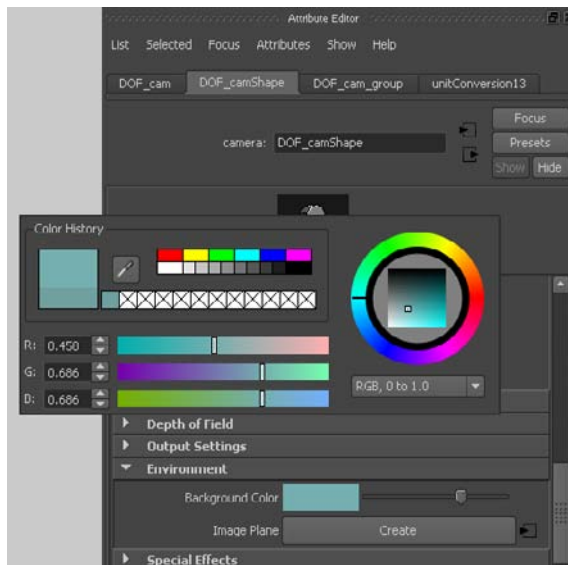 Attribute Editor
List Selected Focus Attributes Show Help
DOF_cam DOF_camShape DOF_cam_group unitConversion13
camera: DOF_camShape
Focus
Presets
Show Hide
Color History
R: 0.450
G: 0.686
B: 0.686
RGB, 0 to 1.0
Depth of Field
Output Settings
Environment
Background Color
Image Plane Create
Special Effects